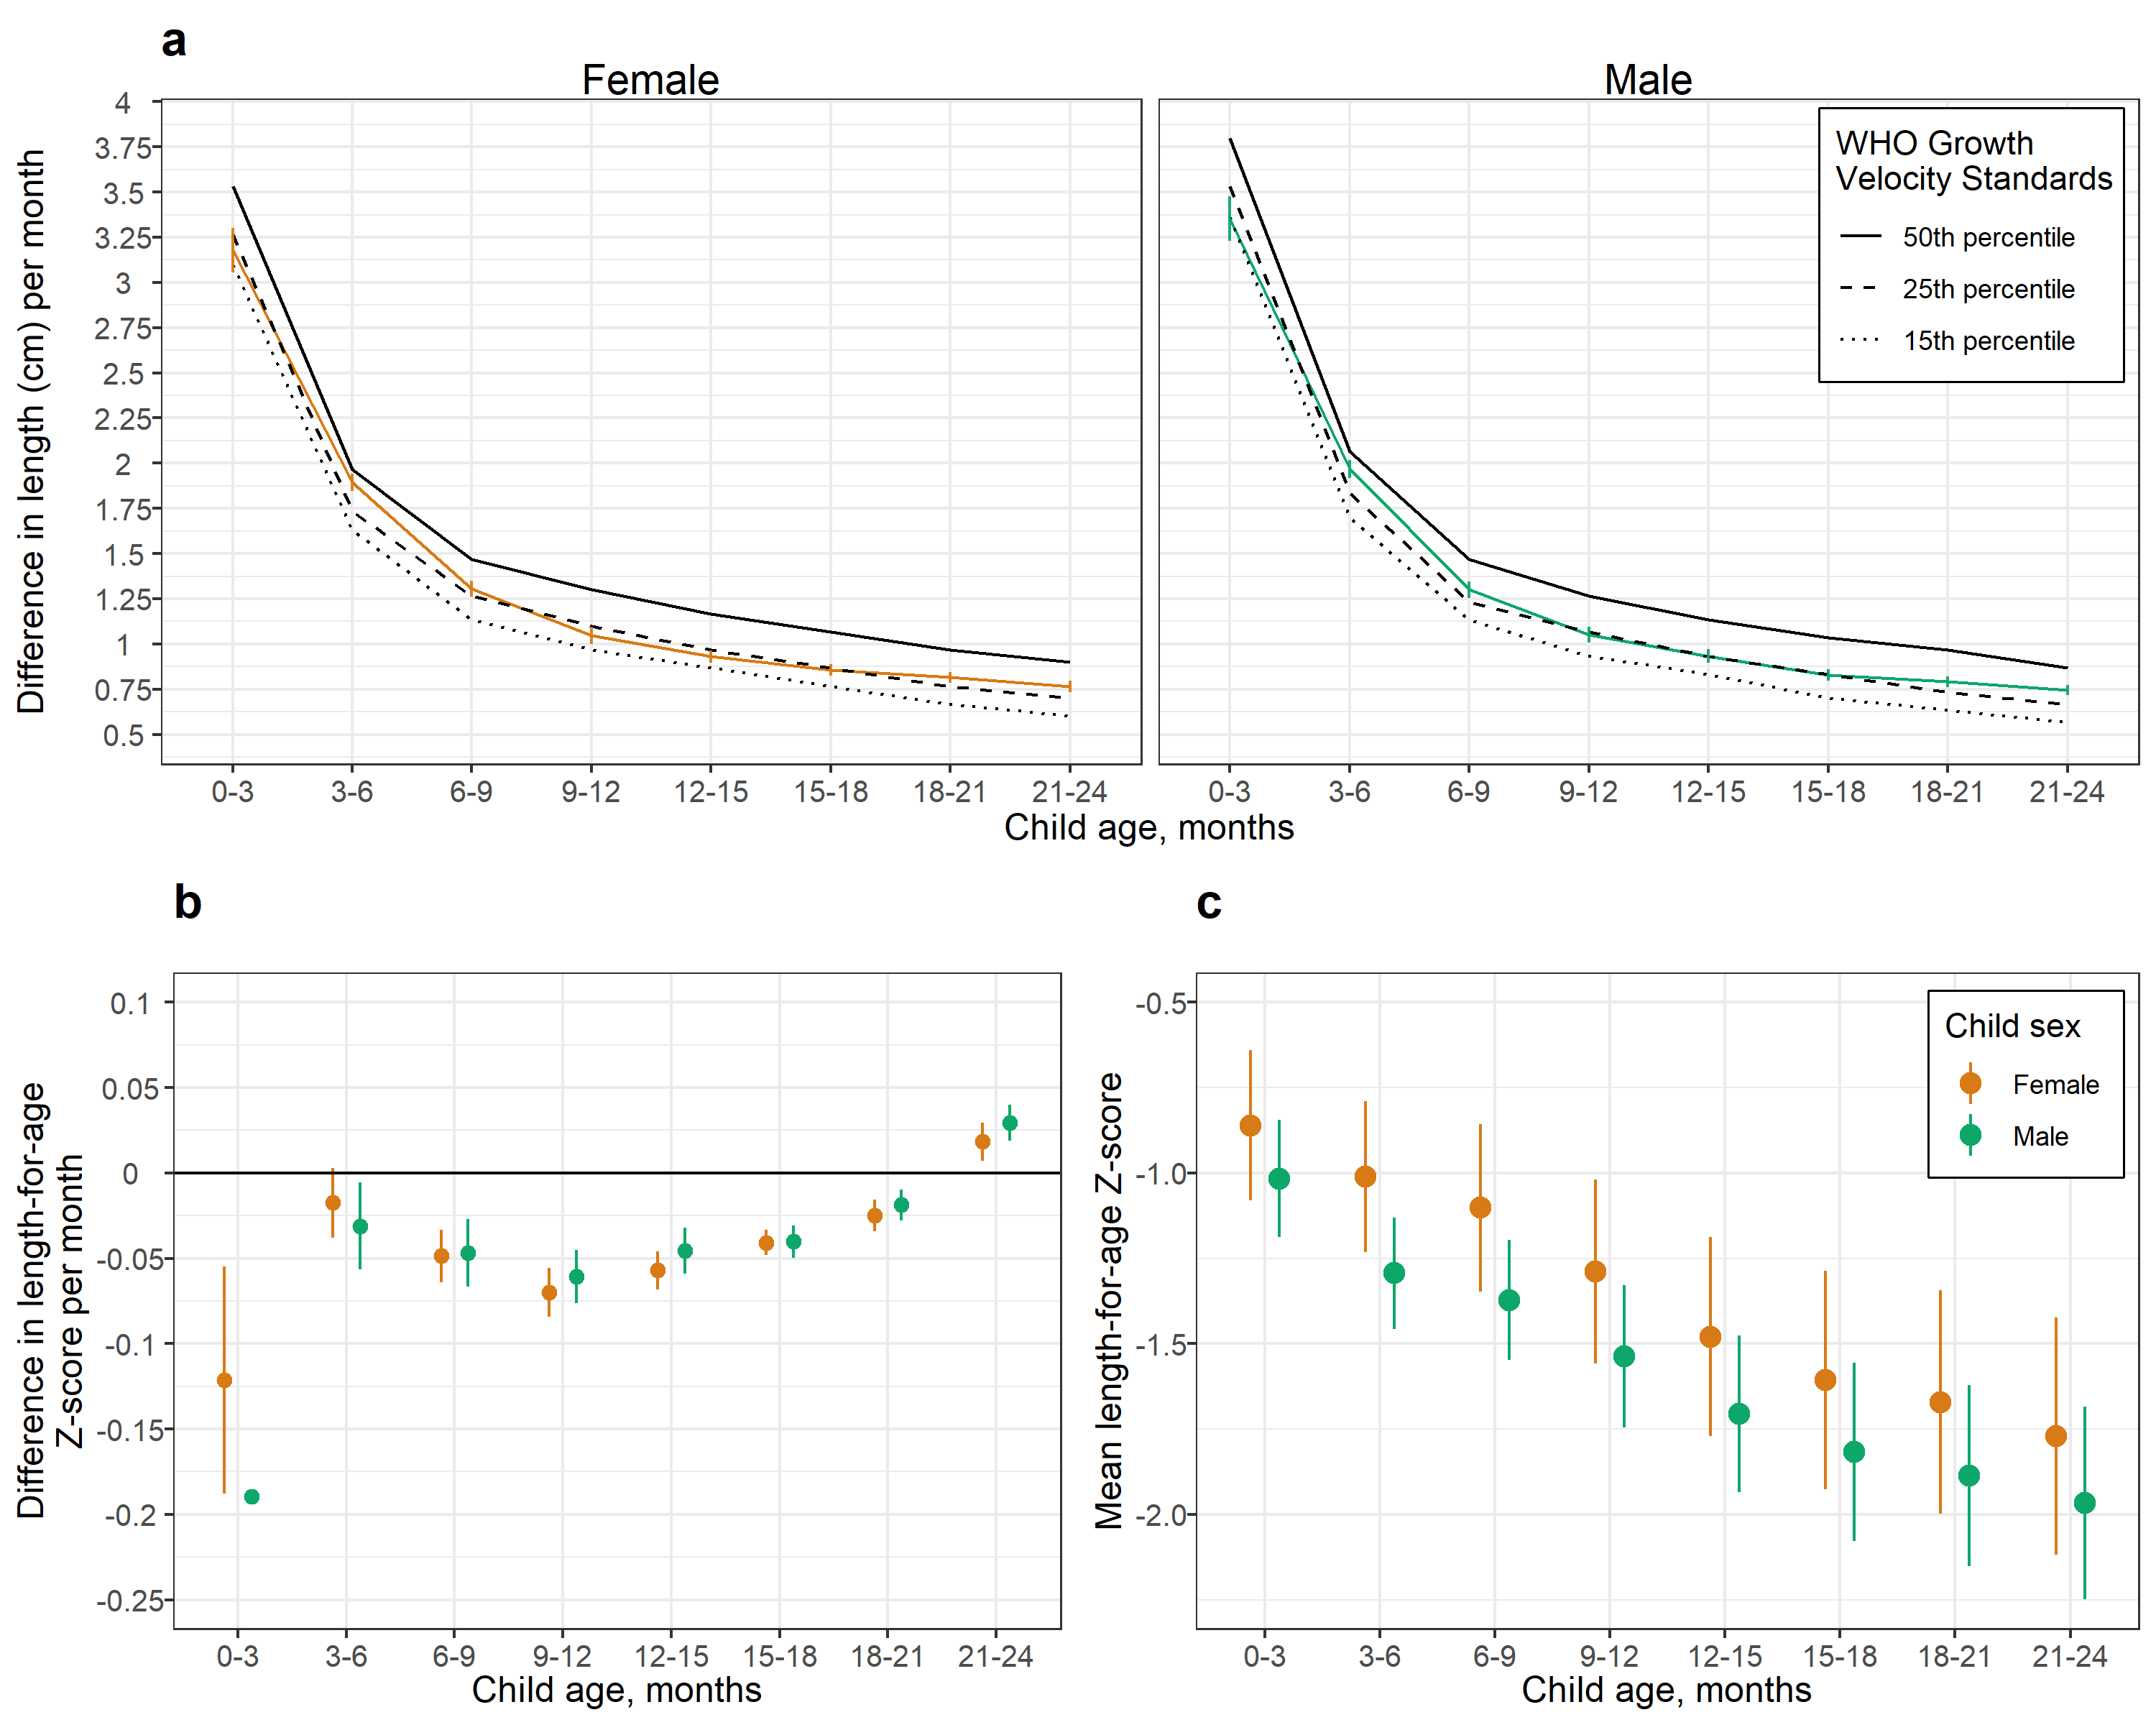 a
Female
Male
Difference in length (cm) per month
4
3.75
3.5
3.25
3
2.75
2.5
2.25
2
1.75
1.5
1.25
1
0.75
0.5
WHO Growth
Velocity Standards
50th percentile
25th percentile
15th percentile
0-3 3-6 6-9 9-12 12-15 15-18 18-21 21-24
0-3 3-6 6-9 9-12 12-15 15-18 18-21 21-24
Child age, months
b
Difference in length-for-age
Z-score per month
0.1
0.05
0
-0.05
-0.1
-0.15
-0.2
-0.25
0-3 3-6 6-9 9-12 12-15 15-18 18-21 21-24
Child age, months
c
Mean length-for-age Z-score
-0.5
-1.0
-1.5
-2.0
Child sex
Female
Male
0-3 3-6 6-9 9-12 12-15 15-18 18-21 21-24
Child age, months